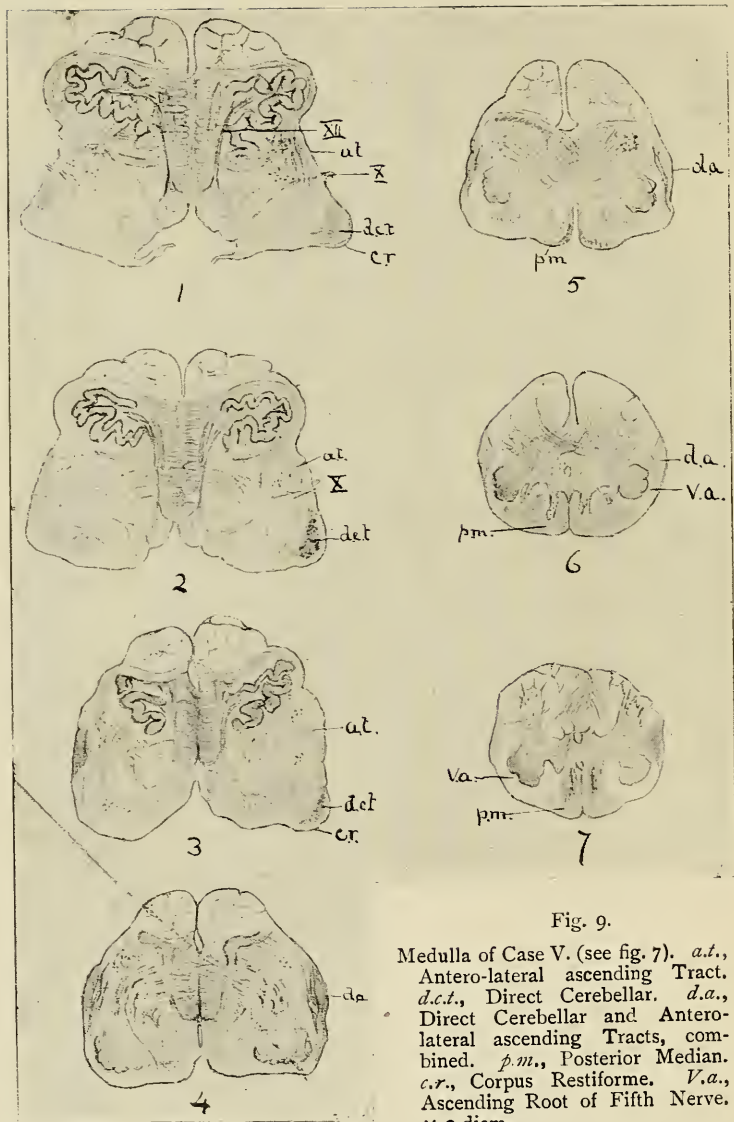 XII
a.t
X
d.c.t
c.r.
1
a.t.
X
d.c.t
2
a.t.
d.c.t
c.r.
3
d.a
4
d.a
p.m
5
d.a.
V.a.
p.m.
6
V.a.
p.m.
7
Fig. 9.
Medulla of Case V. (see fig. 7). a.t.,
Antero-lateral ascending Tract.
d.c.t., Direct Cerebellar. d.a.,
Direct Cerebellar and Antero-
lateral ascending Tracts, com-
bined. p.m., Posterior Median.
c.r., Corpus Restiforme. V.a.,
Ascending Root of Fifth Nerve.
diam.